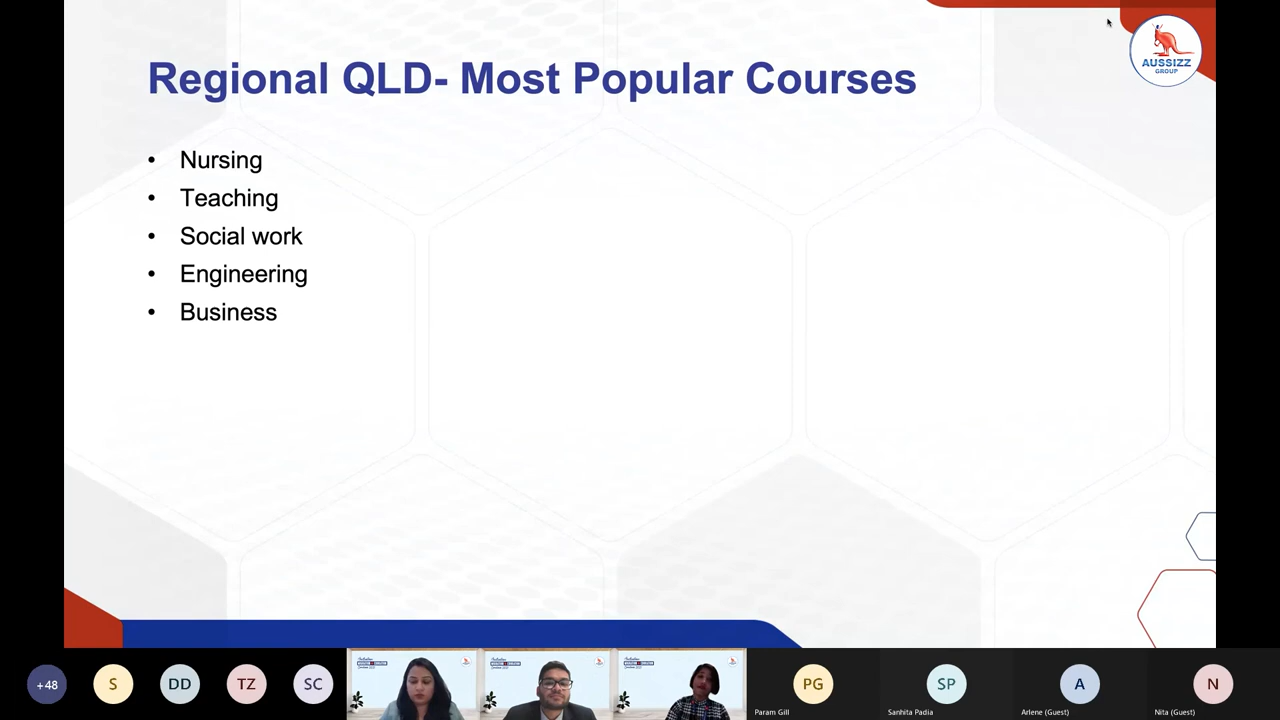 Regional QLD- Most Popular Courses
AUSSIZZ
GROUP
• Nursing
• Teaching
• Social work
• Engineering
• Business
+48
S
DD
TZ
SC
PG
Param Gill
SP
Sanhita Padia
A
Arlene (Guest)
N
Nita (Guest)